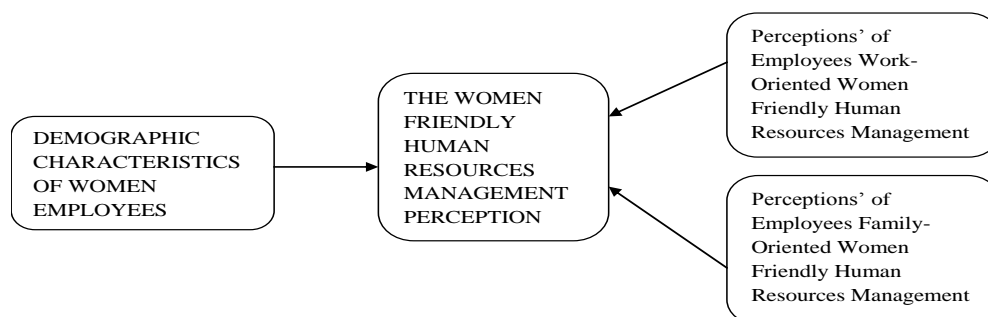 DEMOGRAPHIC
CHARACTERISTICS
OF WOMEN
EMPLOYEES
THE WOMEN
FRIENDLY
HUMAN
RESOURCES
MANAGEMENT
PERCEPTION
Perceptions’ of
Employees Work-
Oriented Women
Friendly Human
Resources Management
Perceptions’ of
Employees Family-
Oriented Women
Friendly Human
Resources Management